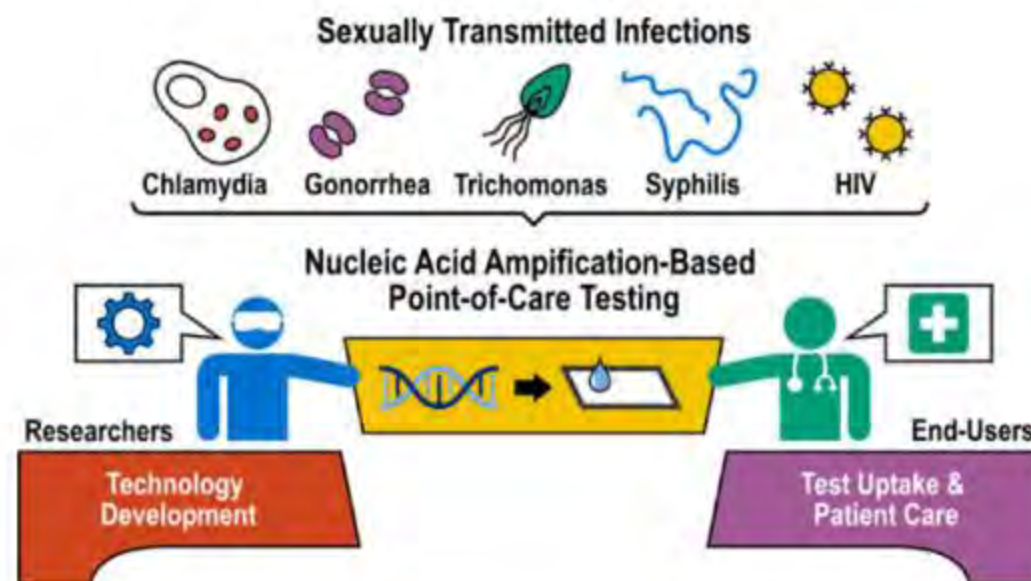 Sexually Transmitted Infections
Chlamydia Gonorrhea Trichomonas Syphilis HIV
Nucleic Acid Ampification-Based
Point-of-Care Testing
Researchers
End-Users
Technology
Development
Test Uptake &
Patient Care